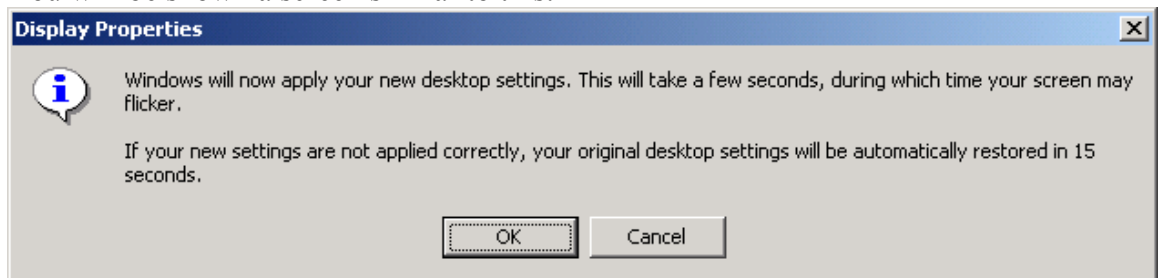 Display Properties
Windows will now apply your new desktop settings. This will take a few seconds, during which time your screen may
flicker.
If your new settings are not applied correctly, your original desktop settings will be automatically restored in 15
seconds.
OK Cancel